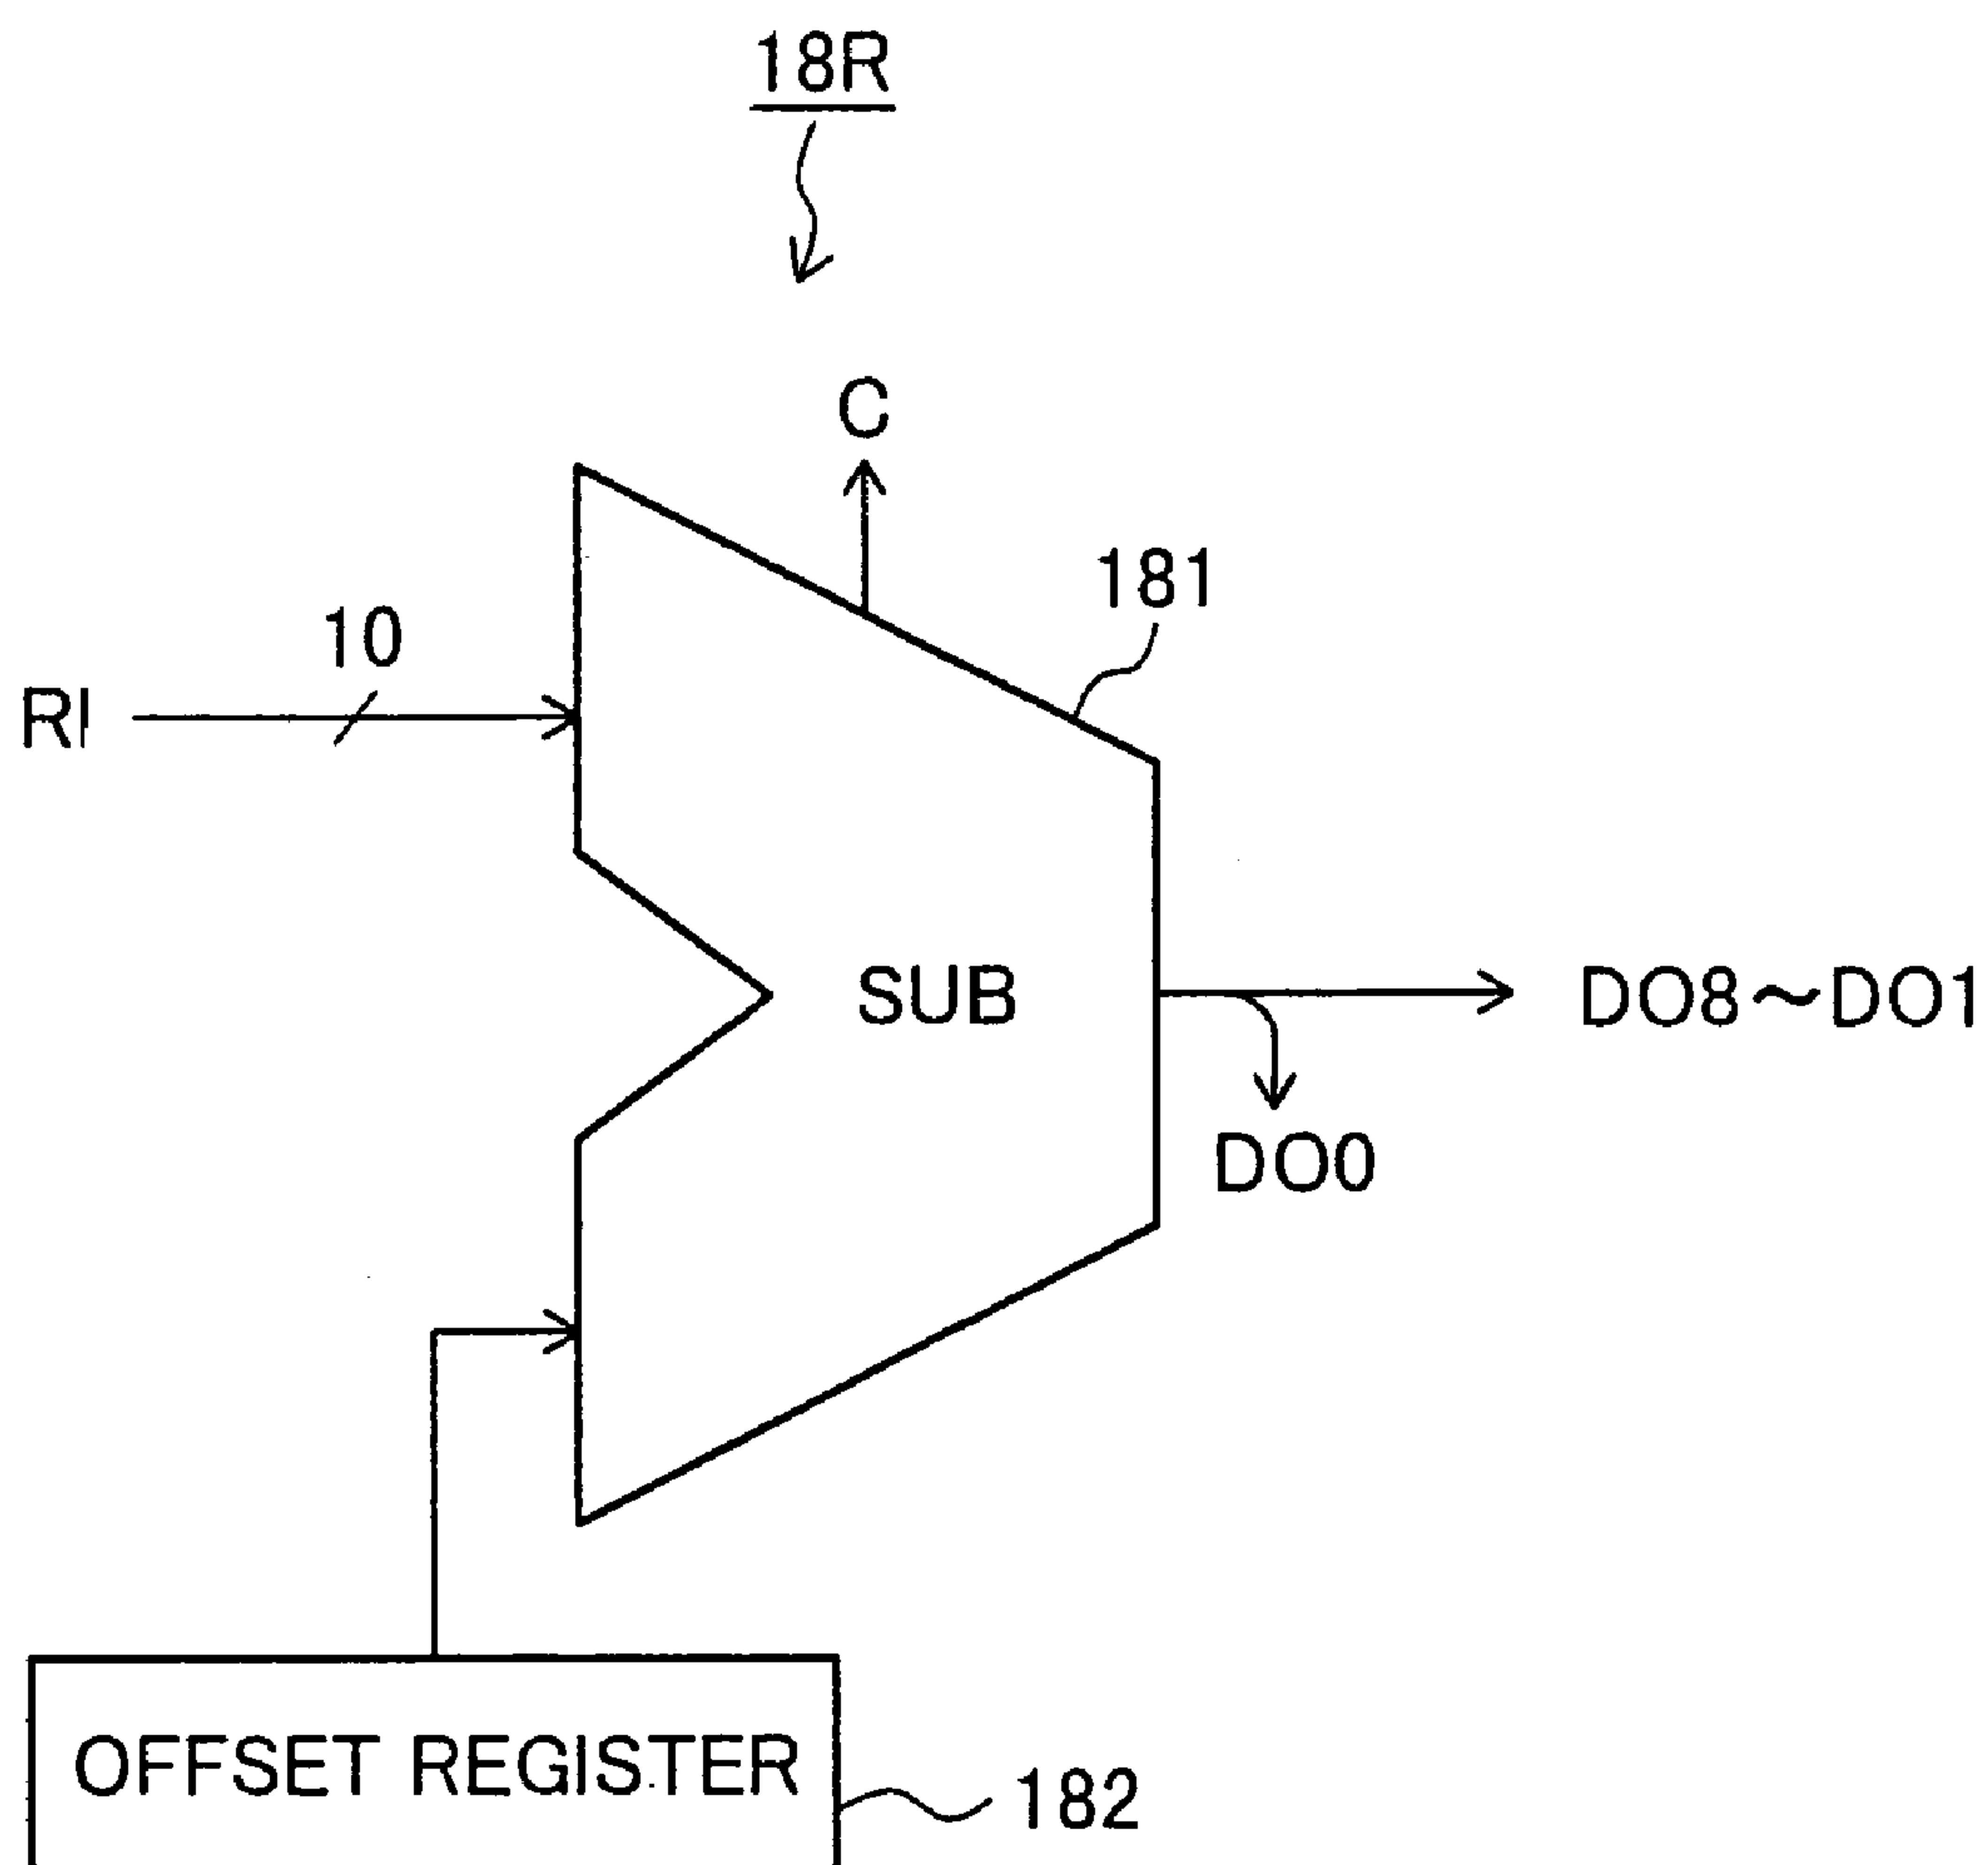 18R
C
181
10
RI
SUB
DO8～DO1
DO0
OFFSET REGISTER
182